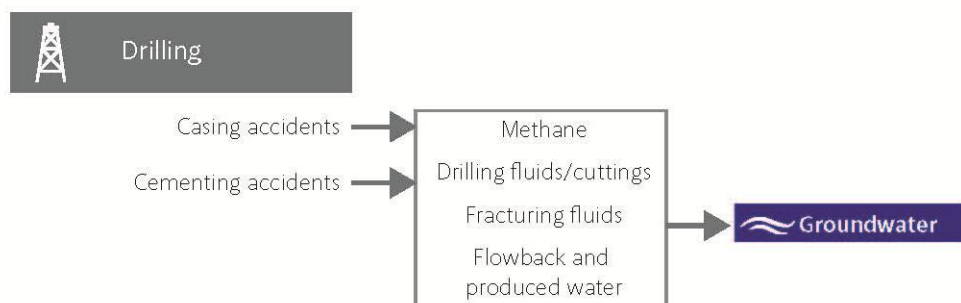 Drilling
Casing accidents
Cementing accidents
Methane
Drilling fluids/cuttings
Fracturing fluids
Flowback and
produced water
Groundwater